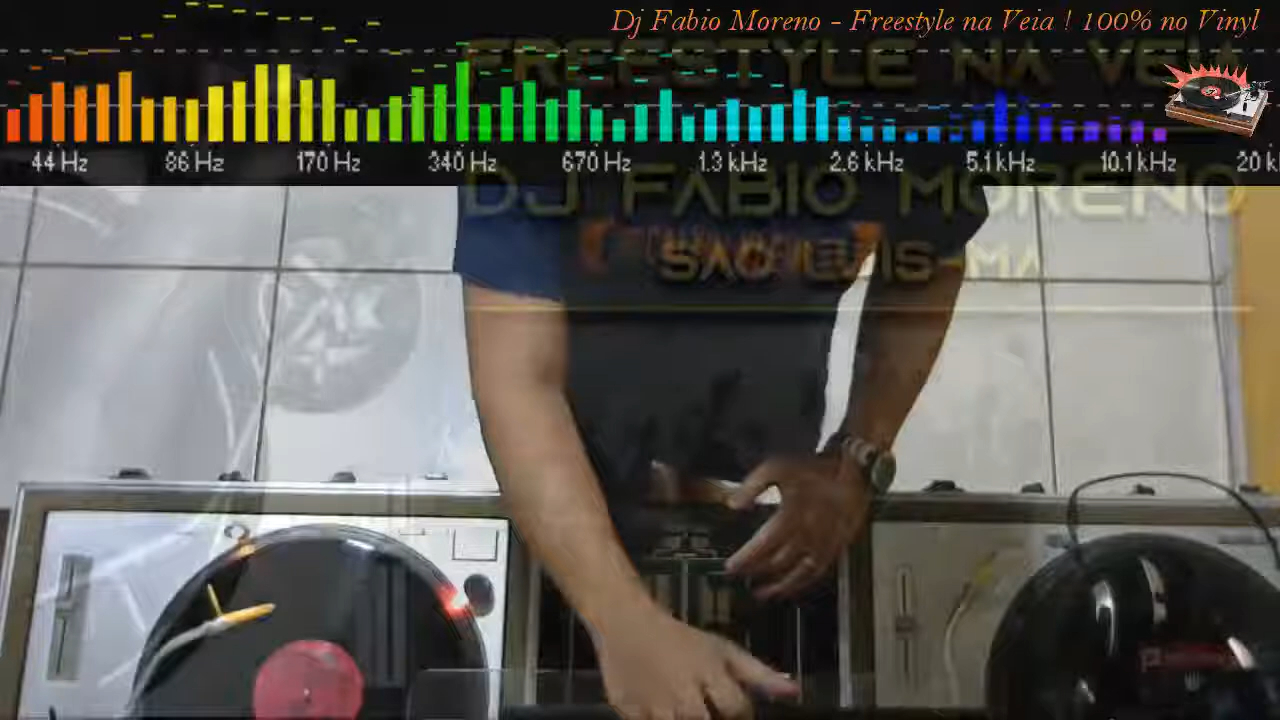 Dj Fabio Moreno - Freestyle na Veia ! 100% no Vinyl
FREESTYLE NA VEIA
44 Hz 86 Hz 170 Hz 340 Hz 670 Hz 1.3 kHz 2.6 kHz 5.1 kHz 10.1 kHz 20 k
DJ FABIO MORENO
SAO LUIS-MA